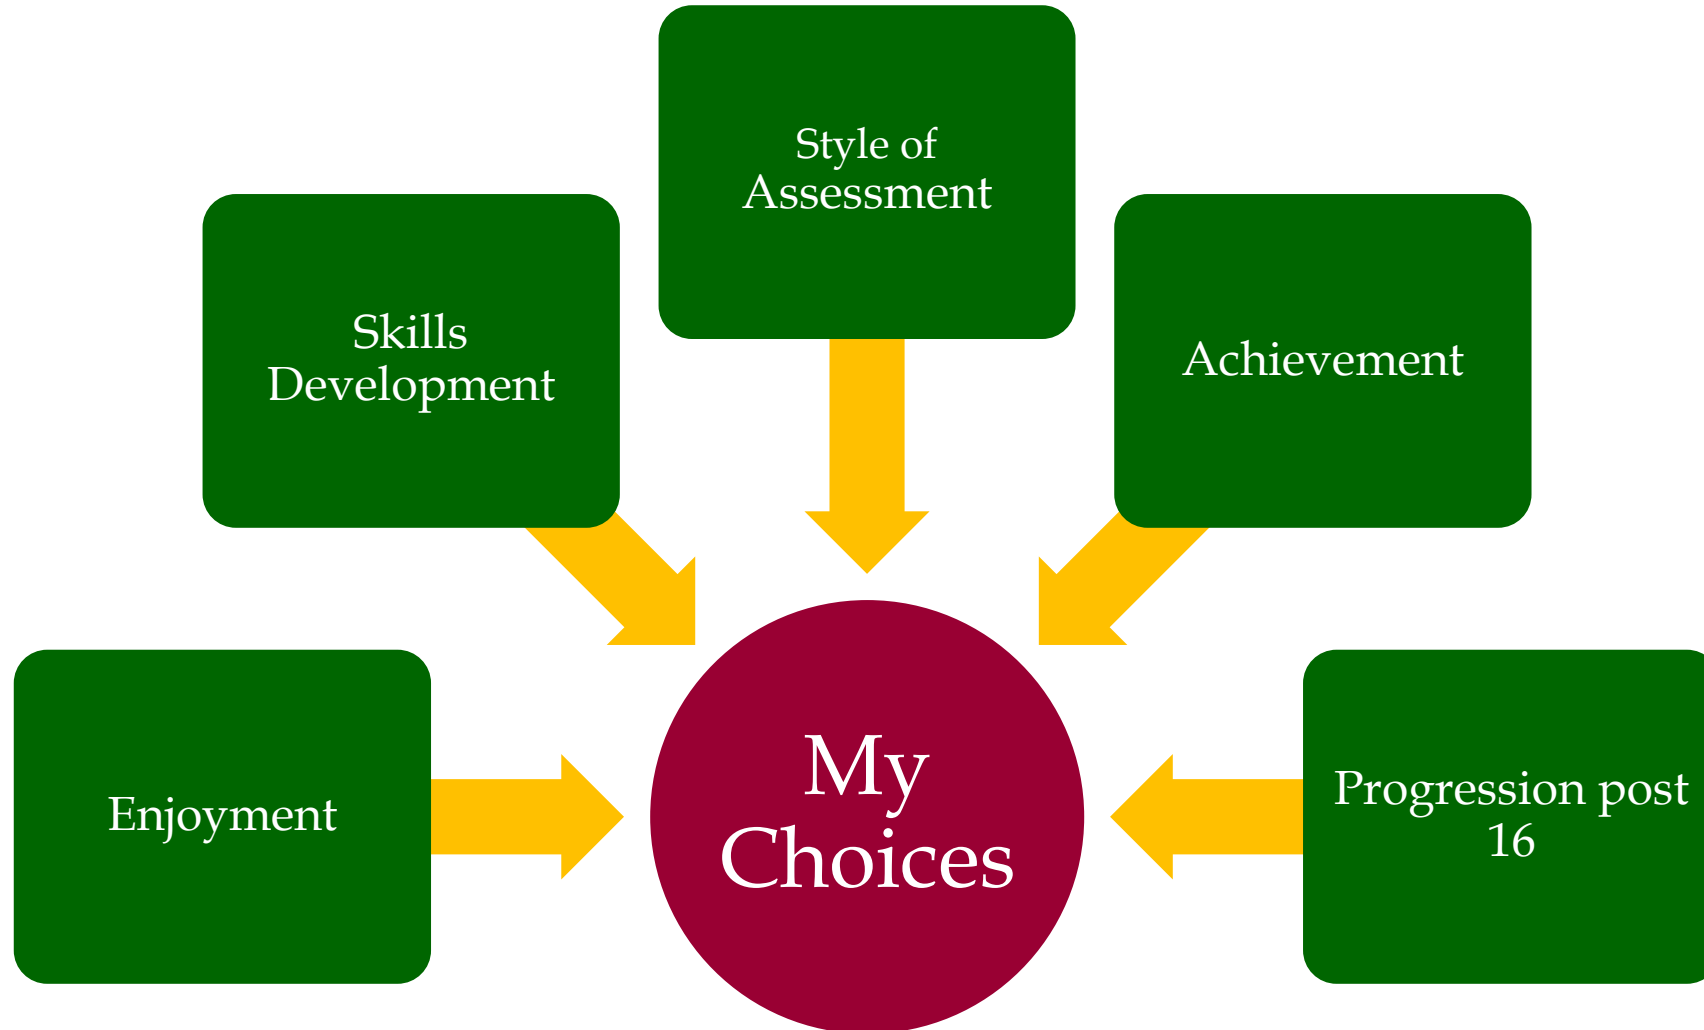 Style of
Assessment
Skills
Development
Achievement
Enjoyment
My
Choices
Progression post
16